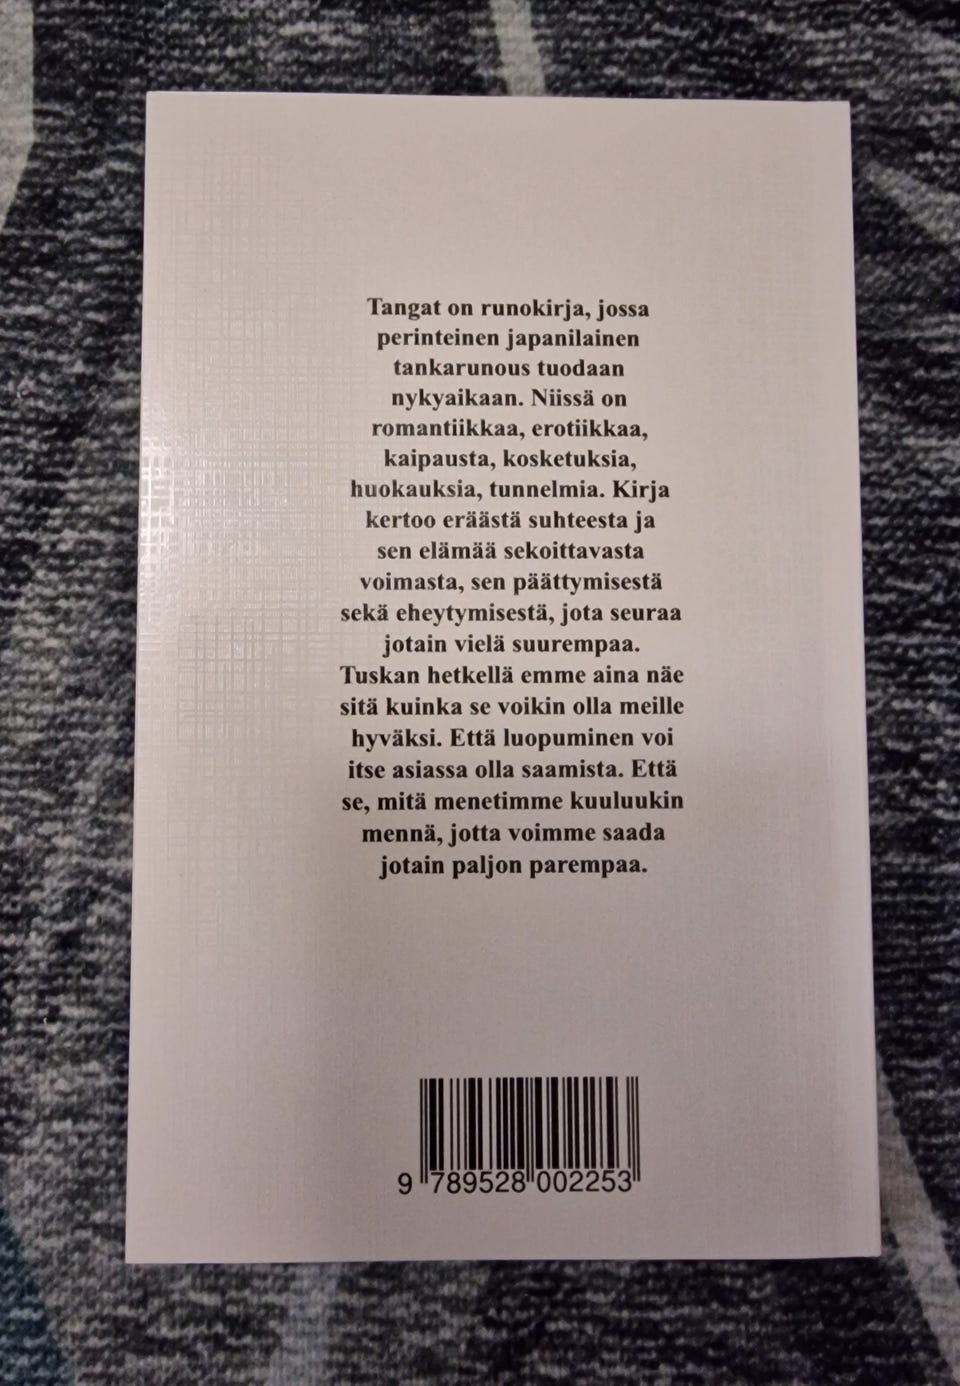 Tangat on runokirja, jossa
perinteinen japanilainen
tankarunous tuodaan
nykyaikaan. Niissä on
romantiikkaa, erotiikkaa,
kaipausta, kosketuksia,
huokauksia, tunnelmia. Kirja
kertoo eräästä suhteesta ja
sen elämää sekoittavasta
voimasta, sen päättymisestä
sekä eheytymisestä, jota seuraa
jotain vielä suurempaa.
Tuskan hetkellä emme aina näe
sitä kuinka se voikin olla meille
hyväksi. Että luopuminen voi
itse asiassa olla saamista. Että
se, mitä menetimme kuuluukin
mennä, jotta voimme saada
jotain paljon parempaa.
9 789528 002253